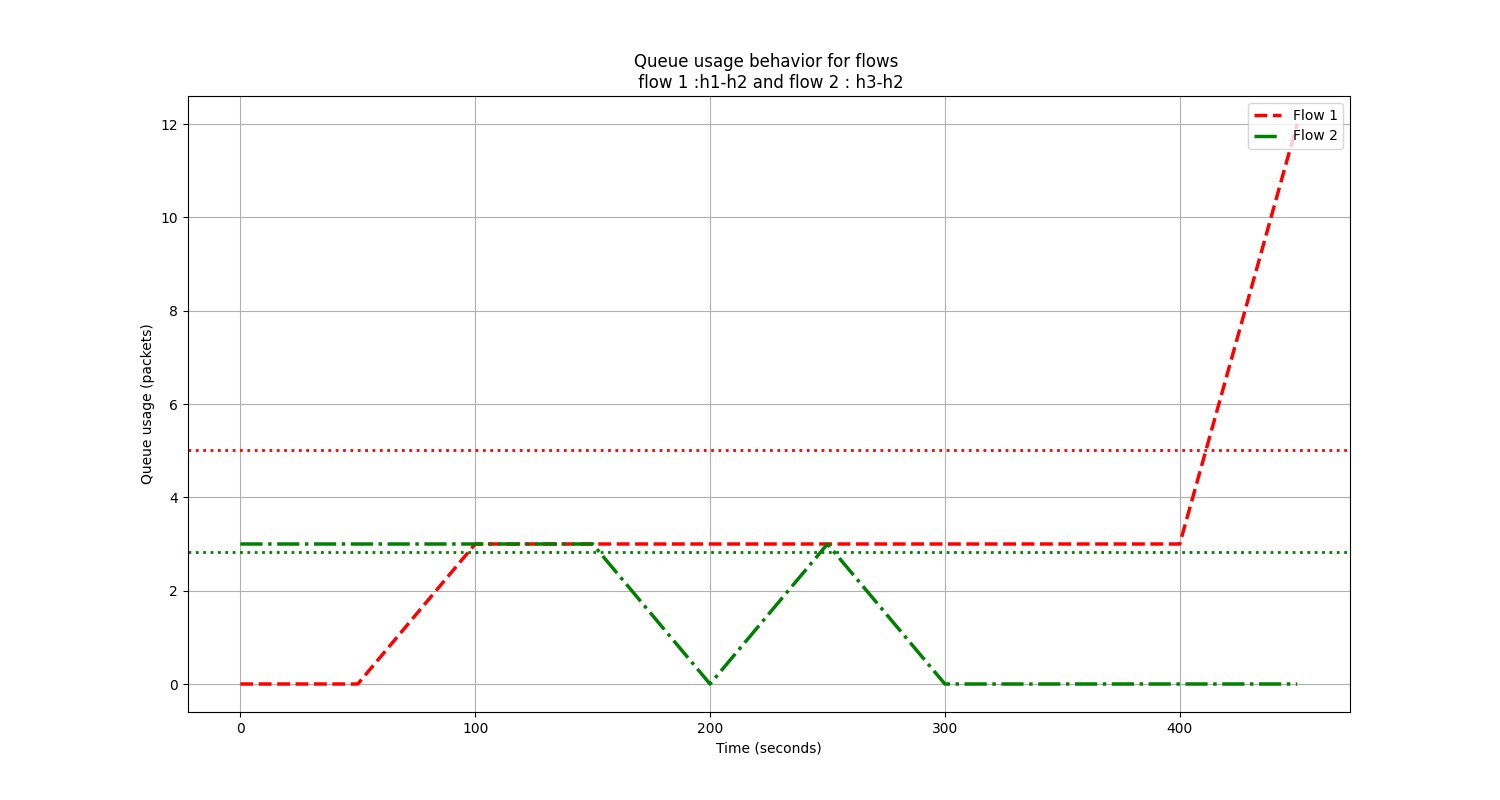 Queue usage behavior for flows
flow 1 :h1-h2 and flow 2 : h3-h2
Flow 1
Flow 2
12
10
8
6
4
2
0
Queue usage (packets)
0 100 200 300 400
Time (seconds)